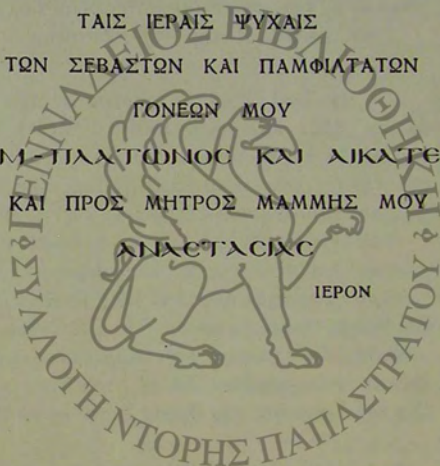 ΤΑΙΣ ΙΕΡΑΙΣ ΨΥΧΑΙΣ
ΤΩΝ ΣΕΒΑΣΤΩΝ ΚΑΙ ΠΑΜΦΙΛΤΑΤΩΝ
ΓΟΝΕΩΝ ΜΟΥ
Μ-ΠΛΑΤΩΝΟC ΚΑΙ ΑΙΚΑΤΕ
ΚΑΙ ΠΡΟΣ ΜΗΤΡΟΣ ΜΑΜΜΗΣ ΜΟΥ
ΑΝΑCΤΑCΙΑC
ΙΕΡΟΝ
ΓΕΝΝΑΔΕΙΟΣ ΒΙΒΛΙΟΘΗΚΗ
ΣΥΛΛΟΓΗ ΝΤΟΡΗΣ ΠΑΠΑΣΤΡΑΤΟΥ